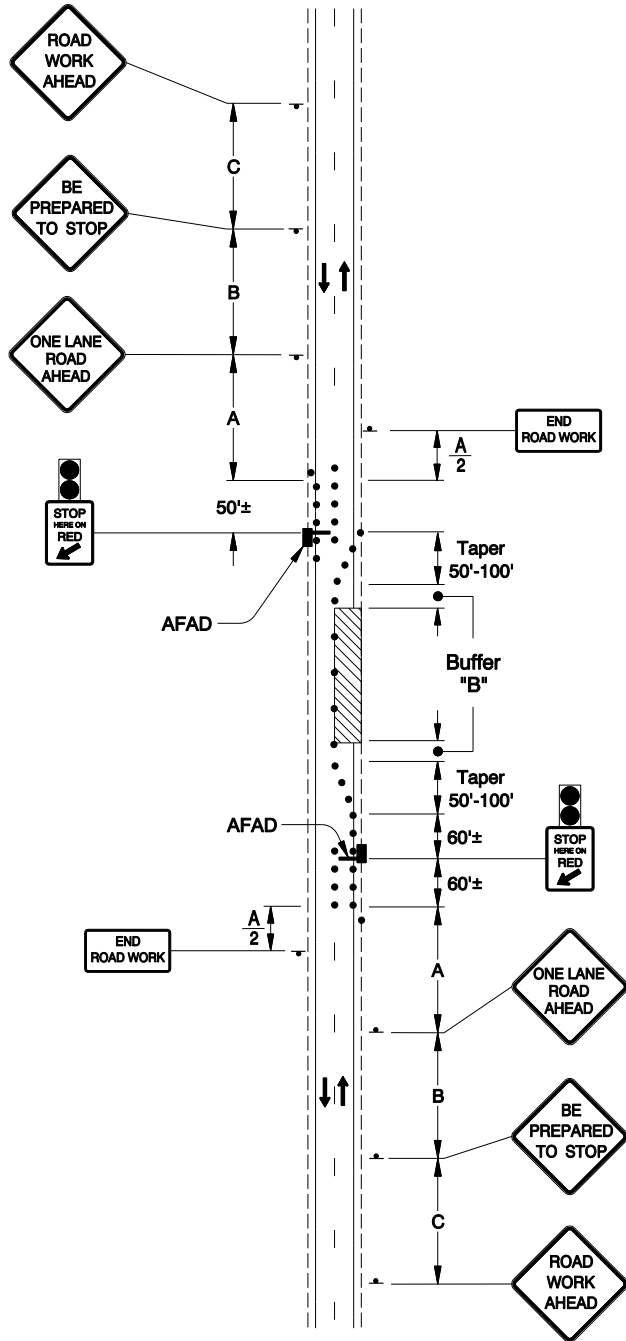 ROAD
WORK
AHEAD
C
BE
PREPARED
TO STOP
B
ONE LANE
ROAD
AHEAD
A
END
ROAD WORK
A
2
STOP
HERE ON
RED
50'±
Taper
50'-100'
AFAD
Buffer
"B"
Taper
50'-100'
AFAD
60'±
STOP
HERE ON
RED
60'±
A
2
END
ROAD WORK
A
ONE LANE
ROAD
AHEAD
B
BE
PREPARED
TO STOP
C
ROAD
WORK
AHEAD